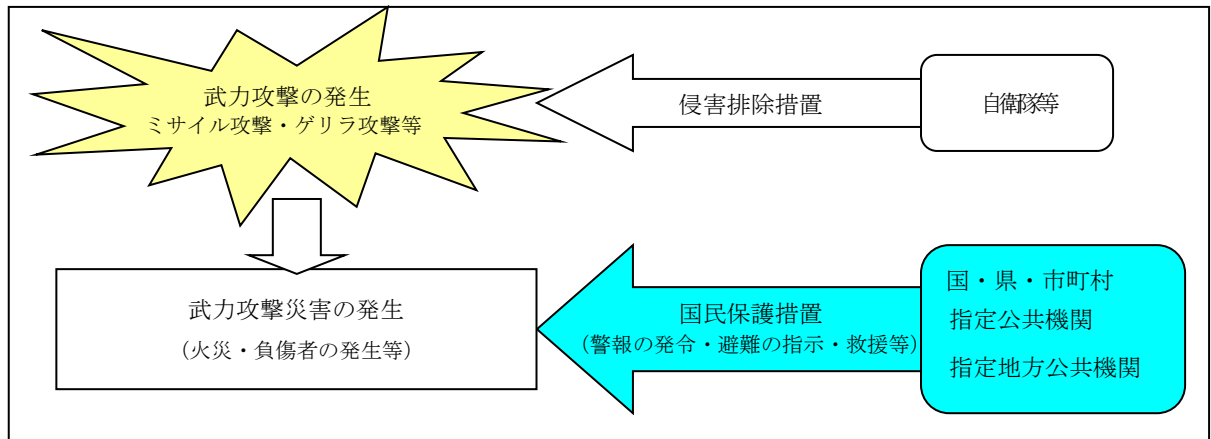 武力攻撃の発生
ミサイル攻撃・ゲリラ攻撃等
侵害排除措置
自衛隊等
武力攻撃災害の発生
（火災・負傷者の発生等）
国民保護措置
（警報の発令・避難の指示・救援等）
国・県・市町村
指定公共機関
指定地方公共機関